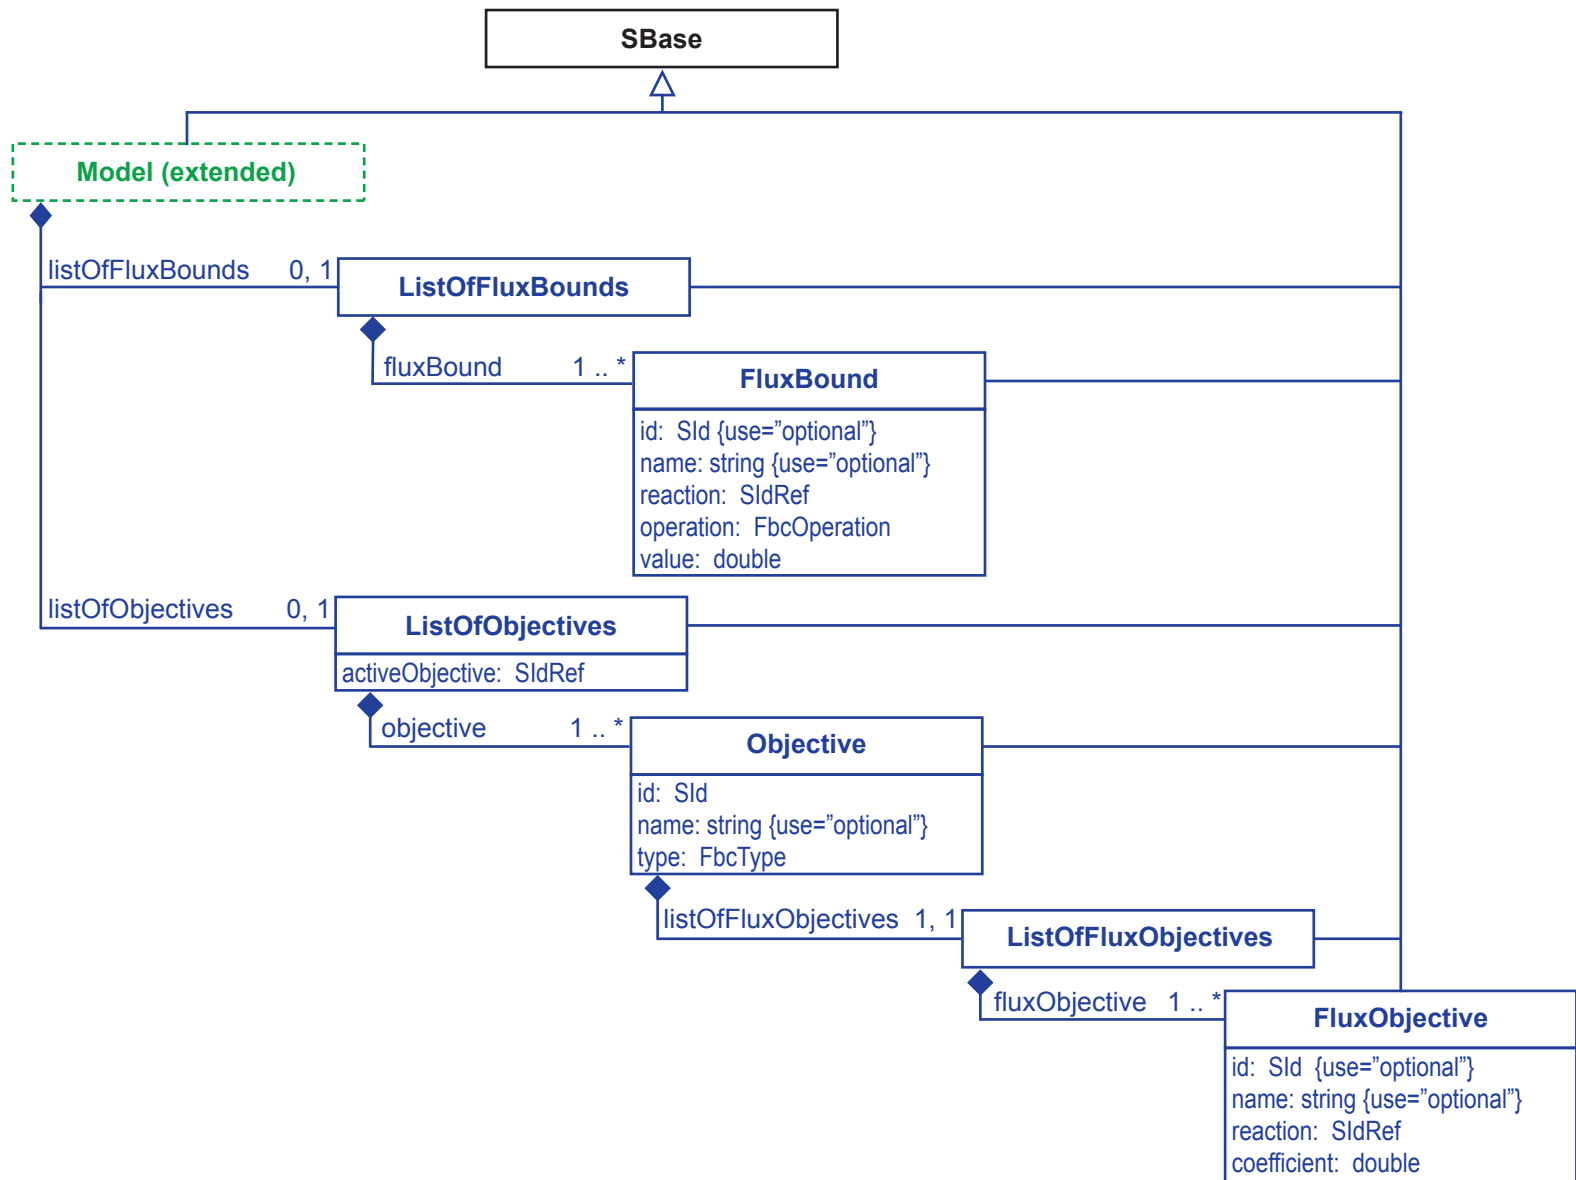 SBase
Model (extended)
listOfFluxBounds 0, 1
ListOfFluxBounds
fluxBound 1 .. *
FluxBound
id: SId {use=”optional”}
name: string {use=”optional”}
reaction: SIdRef
operation: FbcOperation
value: double
listOfObjectives 0, 1
ListOfObjectives
activeObjective: SIdRef
objective 1 .. *
Objective
id: SId
name: string {use=”optional”}
type: FbcType
listOfFluxObjectives 1, 1
ListOfFluxObjectives
fluxObjective 1 .. *
FluxObjective
id: SId {use=”optional”}
name: string {use=”optional”}
reaction: SIdRef
coefficient: double